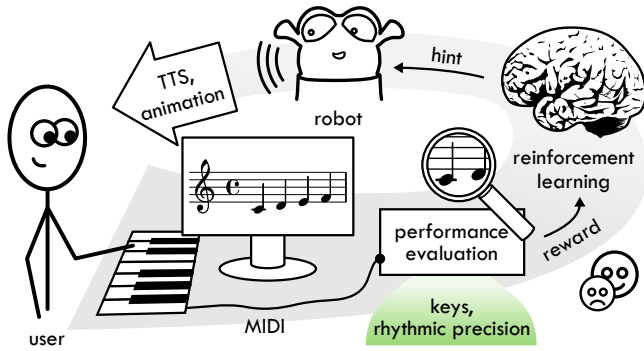 TTS,
animation
hint
robot
reinforcement
learning
performance
evaluation
reward
keys,
rhythmic precision
MIDI
user